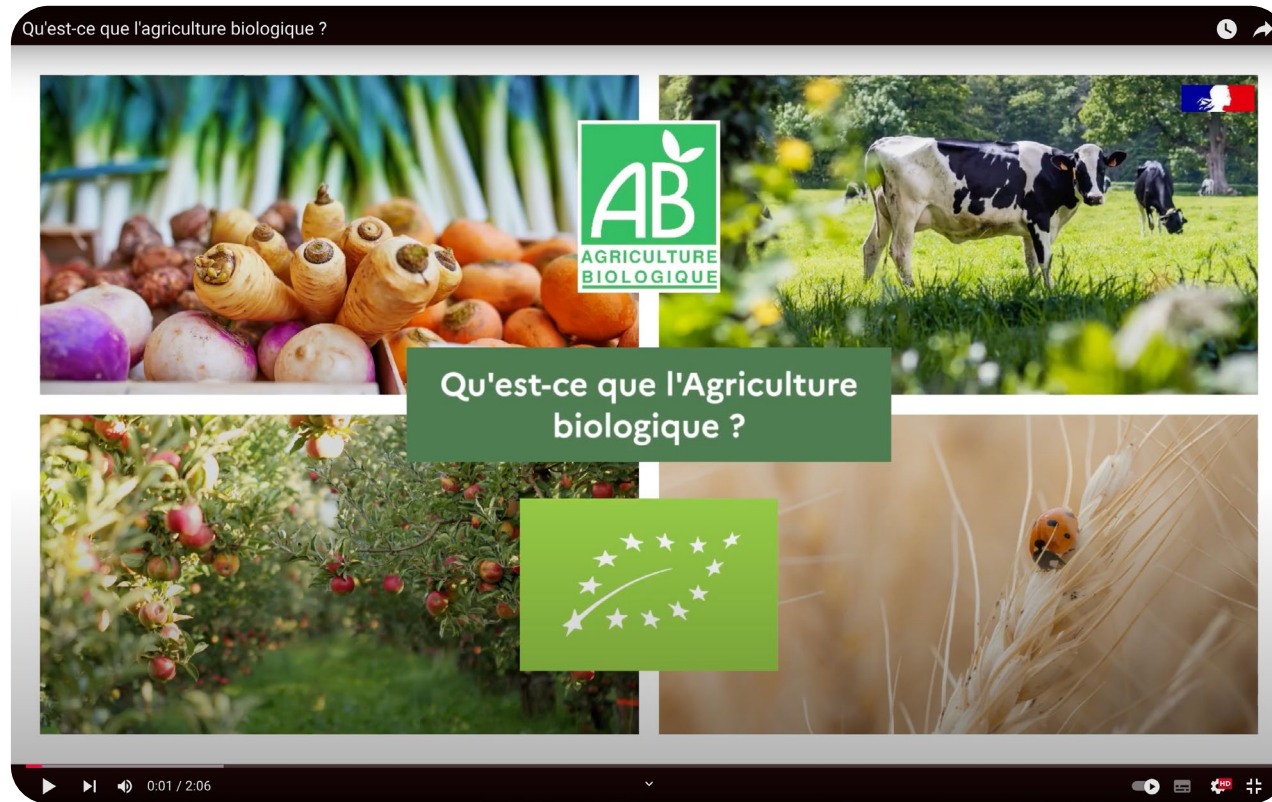 Qu'est-ce que l'agriculture biologique ?
AB
AGRICULTURE
BIOLOGIQUE
Qu'est-ce que l'Agriculture
biologique ?
0:01 / 2:06
HD